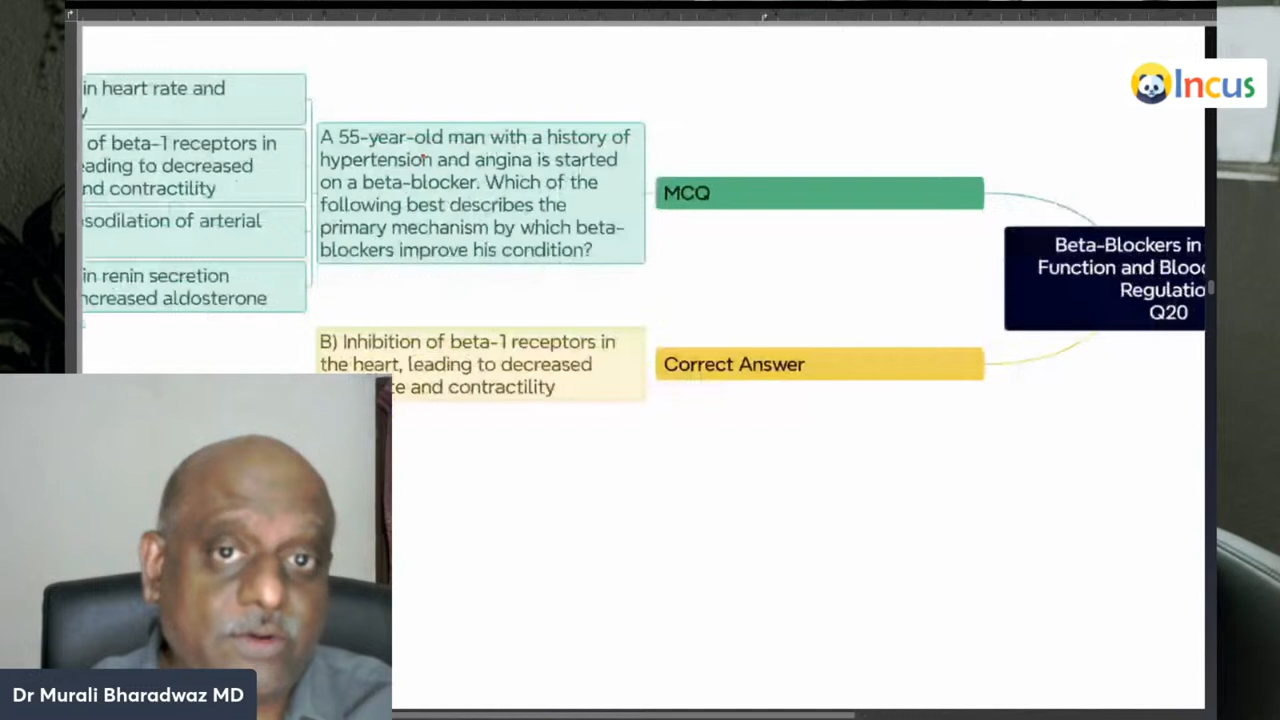 Incus
in heart rate and
of beta-1 receptors in
eading to decreased
nd contractility
sodilation of arterial
in renin secretion
ncreased aldosterone
A 55-year-old man with a history of
hypertension and angina is started
on a beta-blocker. Which of the
following best describes the
primary mechanism by which beta-
blockers improve his condition?
MCQ
Beta-Blockers in
Function and Blood
Regulatio
Q20
B) Inhibition of beta-1 receptors in
the heart, leading to decreased
te and contractility
Correct Answer
Dr Murali Bharadwaz MD